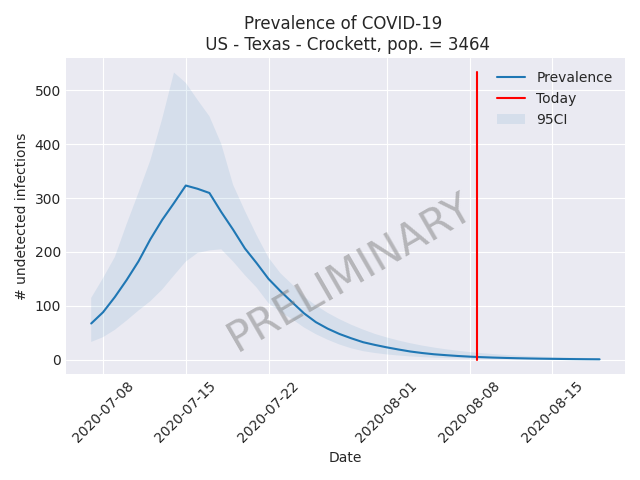 Prevalence of COVID-19
US - Texas - Crockett, pop. = 3464
Prevalence
Today
95CI
500
400
300
200
100
0
# undetected infections
PRELIMINARY
2020-07-08
2020-07-15
2020-07-22
2020-08-01
2020-08-08
2020-08-15
Date